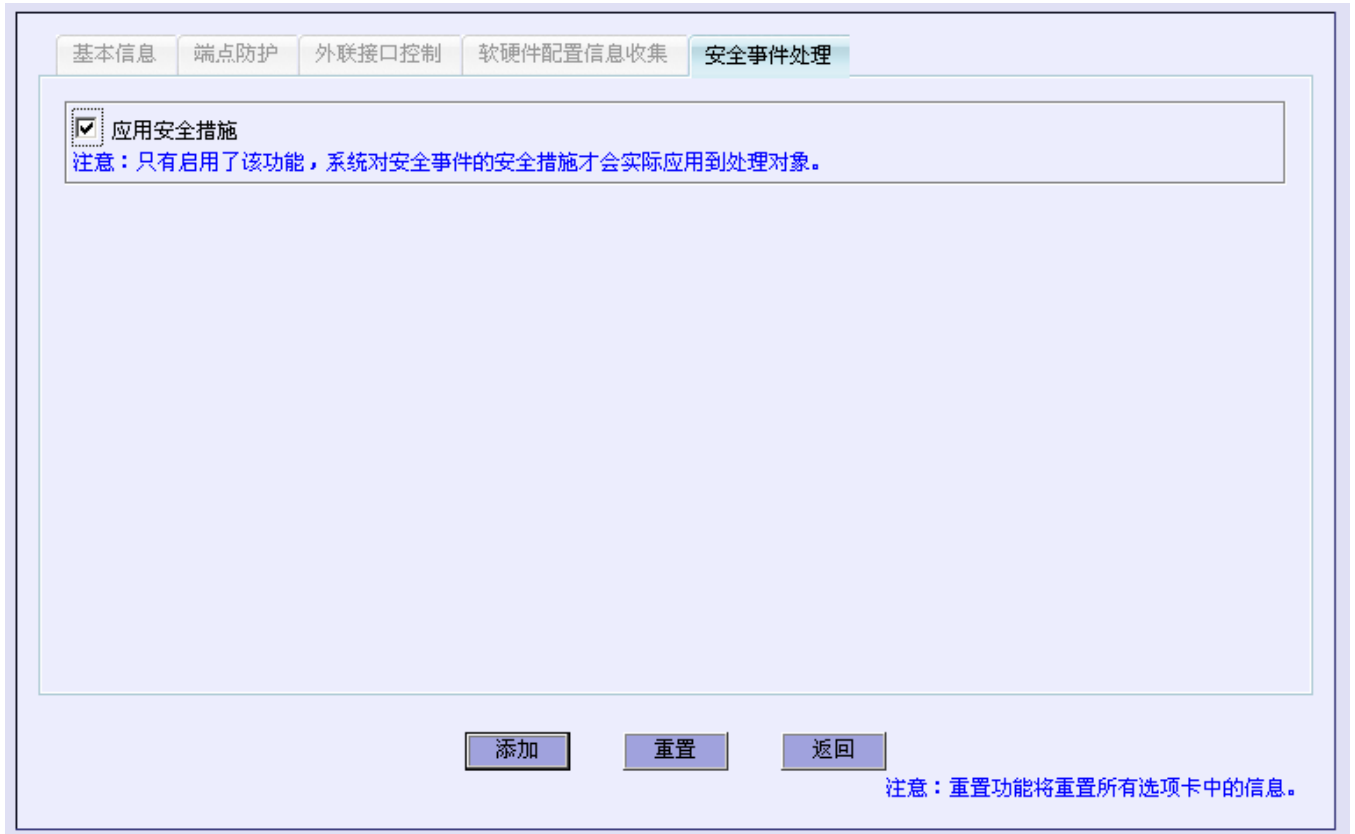 基本信息 端点防护 外联接口控制 软硬件配置信息收集 安全事件处理
应用安全措施
注意：只有启用了该功能，系统对安全事件的安全措施才会实际应用到处理对象。
添加 重置 返回
注意：重置功能将重置所有选项卡中的信息。